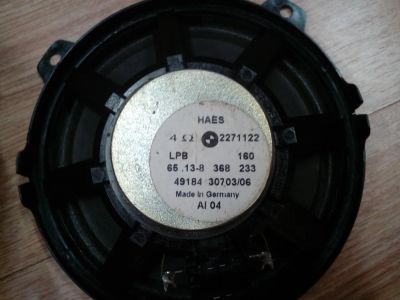 HAES
4 Ω 2271122
LPB 160
65.13-8 368 233
49184 30703/06
Made in Germany
AI 04